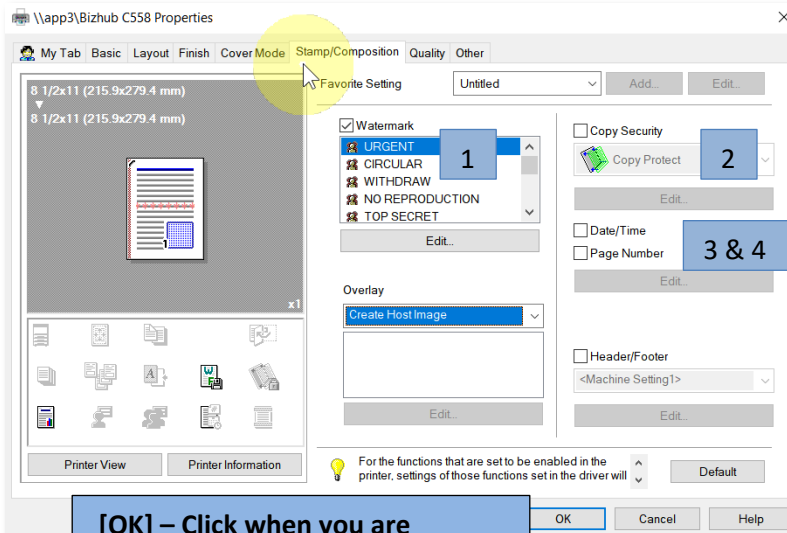 \\app3\Bizhub C558 Properties
My Tab Basic Layout Finish Cover Mode Stamp/Composition Quality Other
8 1/2x11 (215.9x279.4 mm)
8 1/2x11 (215.9x279.4 mm)
1
x1
Printer View Printer Information
Favorite Setting Untitled Add... Edit...
Watermark
URGENT
CIRCULAR
WITHDRAW
NO REPRODUCTION
TOP SECRET
1
Edit...
Overlay
Create Host Image
Edit...
Copy Security
Copy Protect
2
Edit...
Date/Time
Page Number
3 & 4
Edit...
Header/Footer
<Machine Setting1>
Edit...
For the functions that are set to be enabled in the
printer, settings of those functions set in the driver will
Default
[OK] – Click when you are
OK Cancel Help